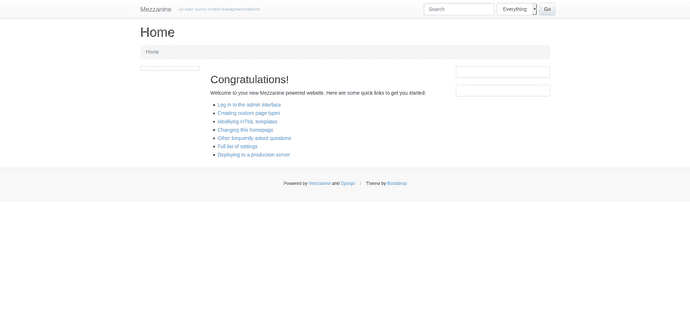 Mezzanine An open source content management platform. Search Everything Go
Home
Home
Congratulations!
Welcome to your new Mezzanine powered website. Here are some quick links to get you started:
Log in to the admin interface
Creating custom page types
Modifying HTML templates
Changing this homepage
Other frequently asked questions
Full list of settings
Deploying to a production server
Powered by Mezzanine and Django | Theme by Bootstrap